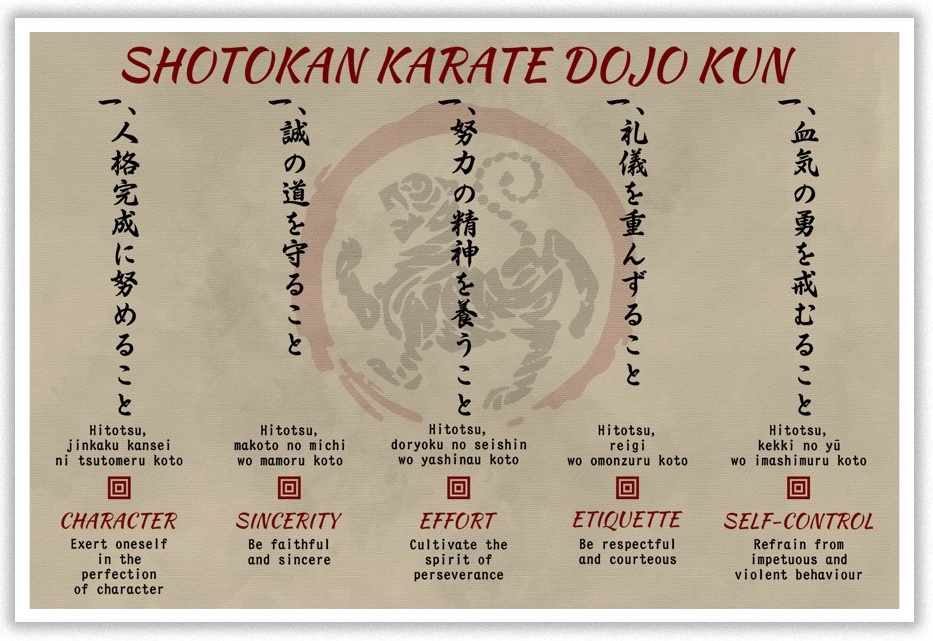 SHOTOKAN KARATE DOJO KUN
一、人格完成に努めること
Hitotsu,
jinkaku kansei
ni tsutomeru koto
CHARACTER
Exert oneself
in the
perfection
of character
一、誠の道を守ること
Hitotsu,
makoto no michi
wo mamoru koto
SINCERITY
Be faithful
and sincere
一、努力の精神を養うこと
Hitotsu,
doryoku no seishin
wo yashinau koto
EFFORT
Cultivate the
spirit of
perseverance
一、礼儀を重んずること
Hitotsu,
reigi
wo omonzuru koto
ETIQUETTE
Be respectful
and courteous
一、血気の勇を戒むること
Hitotsu,
kekki no yū
wo imashimuru koto
SELF-CONTROL
Refrain from
impetuous and
violent behaviour